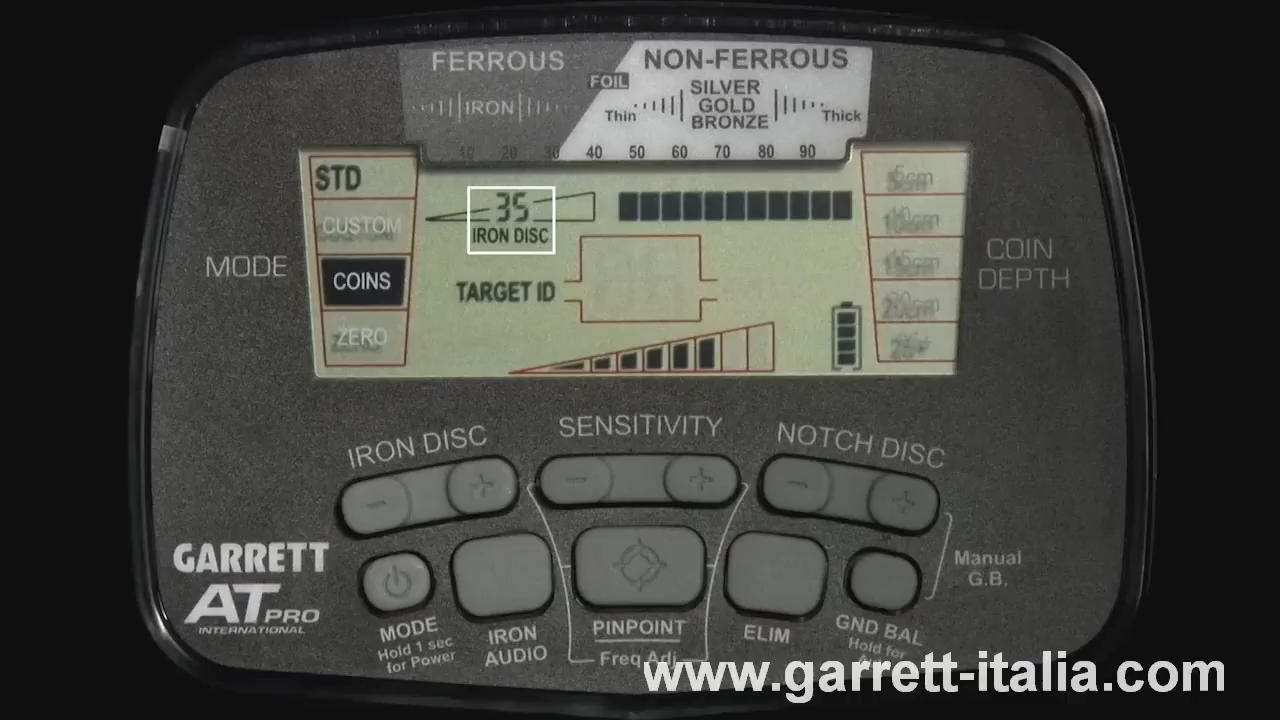 FERROUS
NON-FERROUS
FOIL
IRON
Thin
SILVER
GOLD
BRONZE
Thick
10 20 30 40 50 60 70 80 90
STD
CUSTOM
COINS
ZERO
MODE
35
IRON DISC
TARGET ID
5cm
10cm
15cm
20cm
25+
COIN
DEPTH
IRON DISC
SENSITIVITY
NOTCH DISC
Manual
G.B.
GARRETT
AT PRO
INTERNATIONAL
MODE
Hold 1 sec
for Power
IRON
AUDIO
PINPOINT
Freq Adj
ELIM
GND BAL
Hold for
www.garrett-italia.com